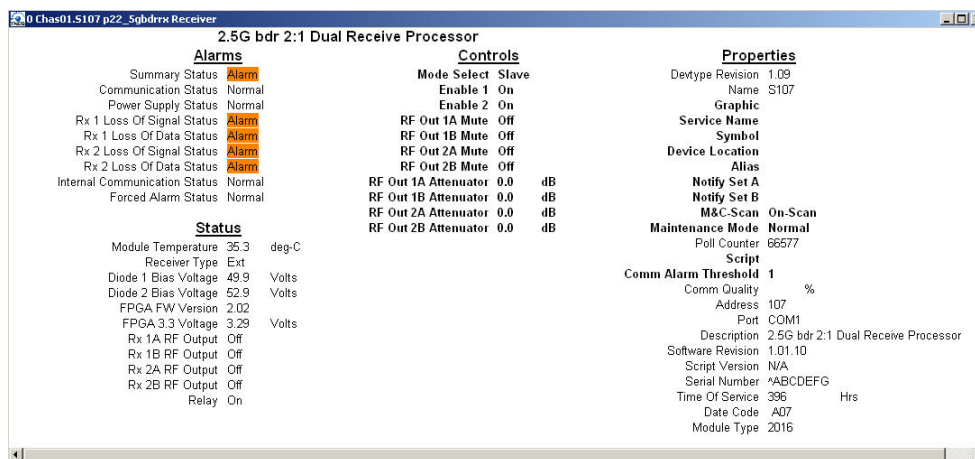 0 Chas01.S107 p22_5gbdrrx Receiver
2.5G bdr 2:1 Dual Receive Processor
Alarms
Summary Status Alarm
Communication Status Normal
Power Supply Status Normal
Rx 1 Loss Of Signal Status Alarm
Rx 1 Loss Of Data Status Alarm
Rx 2 Loss Of Signal Status Alarm
Rx 2 Loss Of Data Status Alarm
Internal Communication Status Normal
Forced Alarm Status Normal
Status
Module Temperature 35.3 deg-C
Receiver Type Ext
Diode 1 Bias Voltage 49.9 Volts
Diode 2 Bias Voltage 52.9 Volts
FPGA FW Version 2.02
FPGA 3.3 Voltage 3.29 Volts
Rx 1A RF Output Off
Rx 1B RF Output Off
Rx 2A RF Output Off
Rx 2B RF Output Off
Relay On
Controls
Mode Select Slave
Enable 1 On
Enable 2 On
RF Out 1A Mute Off
RF Out 1B Mute Off
RF Out 2A Mute Off
RF Out 2B Mute Off
RF Out 1A Attenuator 0.0 dB
RF Out 1B Attenuator 0.0 dB
RF Out 2A Attenuator 0.0 dB
RF Out 2B Attenuator 0.0 dB
Properties
Devtype Revision 1.09
Name S107
Graphic
Service Name
Symbol
Device Location
Alias
Notify Set A
Notify Set B
M&C-Scan On-Scan
Maintenance Mode Normal
Poll Counter 66577
Script
Comm Alarm Threshold 1
Comm Quality %
Address 107
Port COM1
Description 2.5G bdr 2:1 Dual Receive Processor
Software Revision 1.01.10
Script Version N/A
Serial Number ^ABCDEFG
Time Of Service 396 Hrs
Date Code A07
Module Type 2016